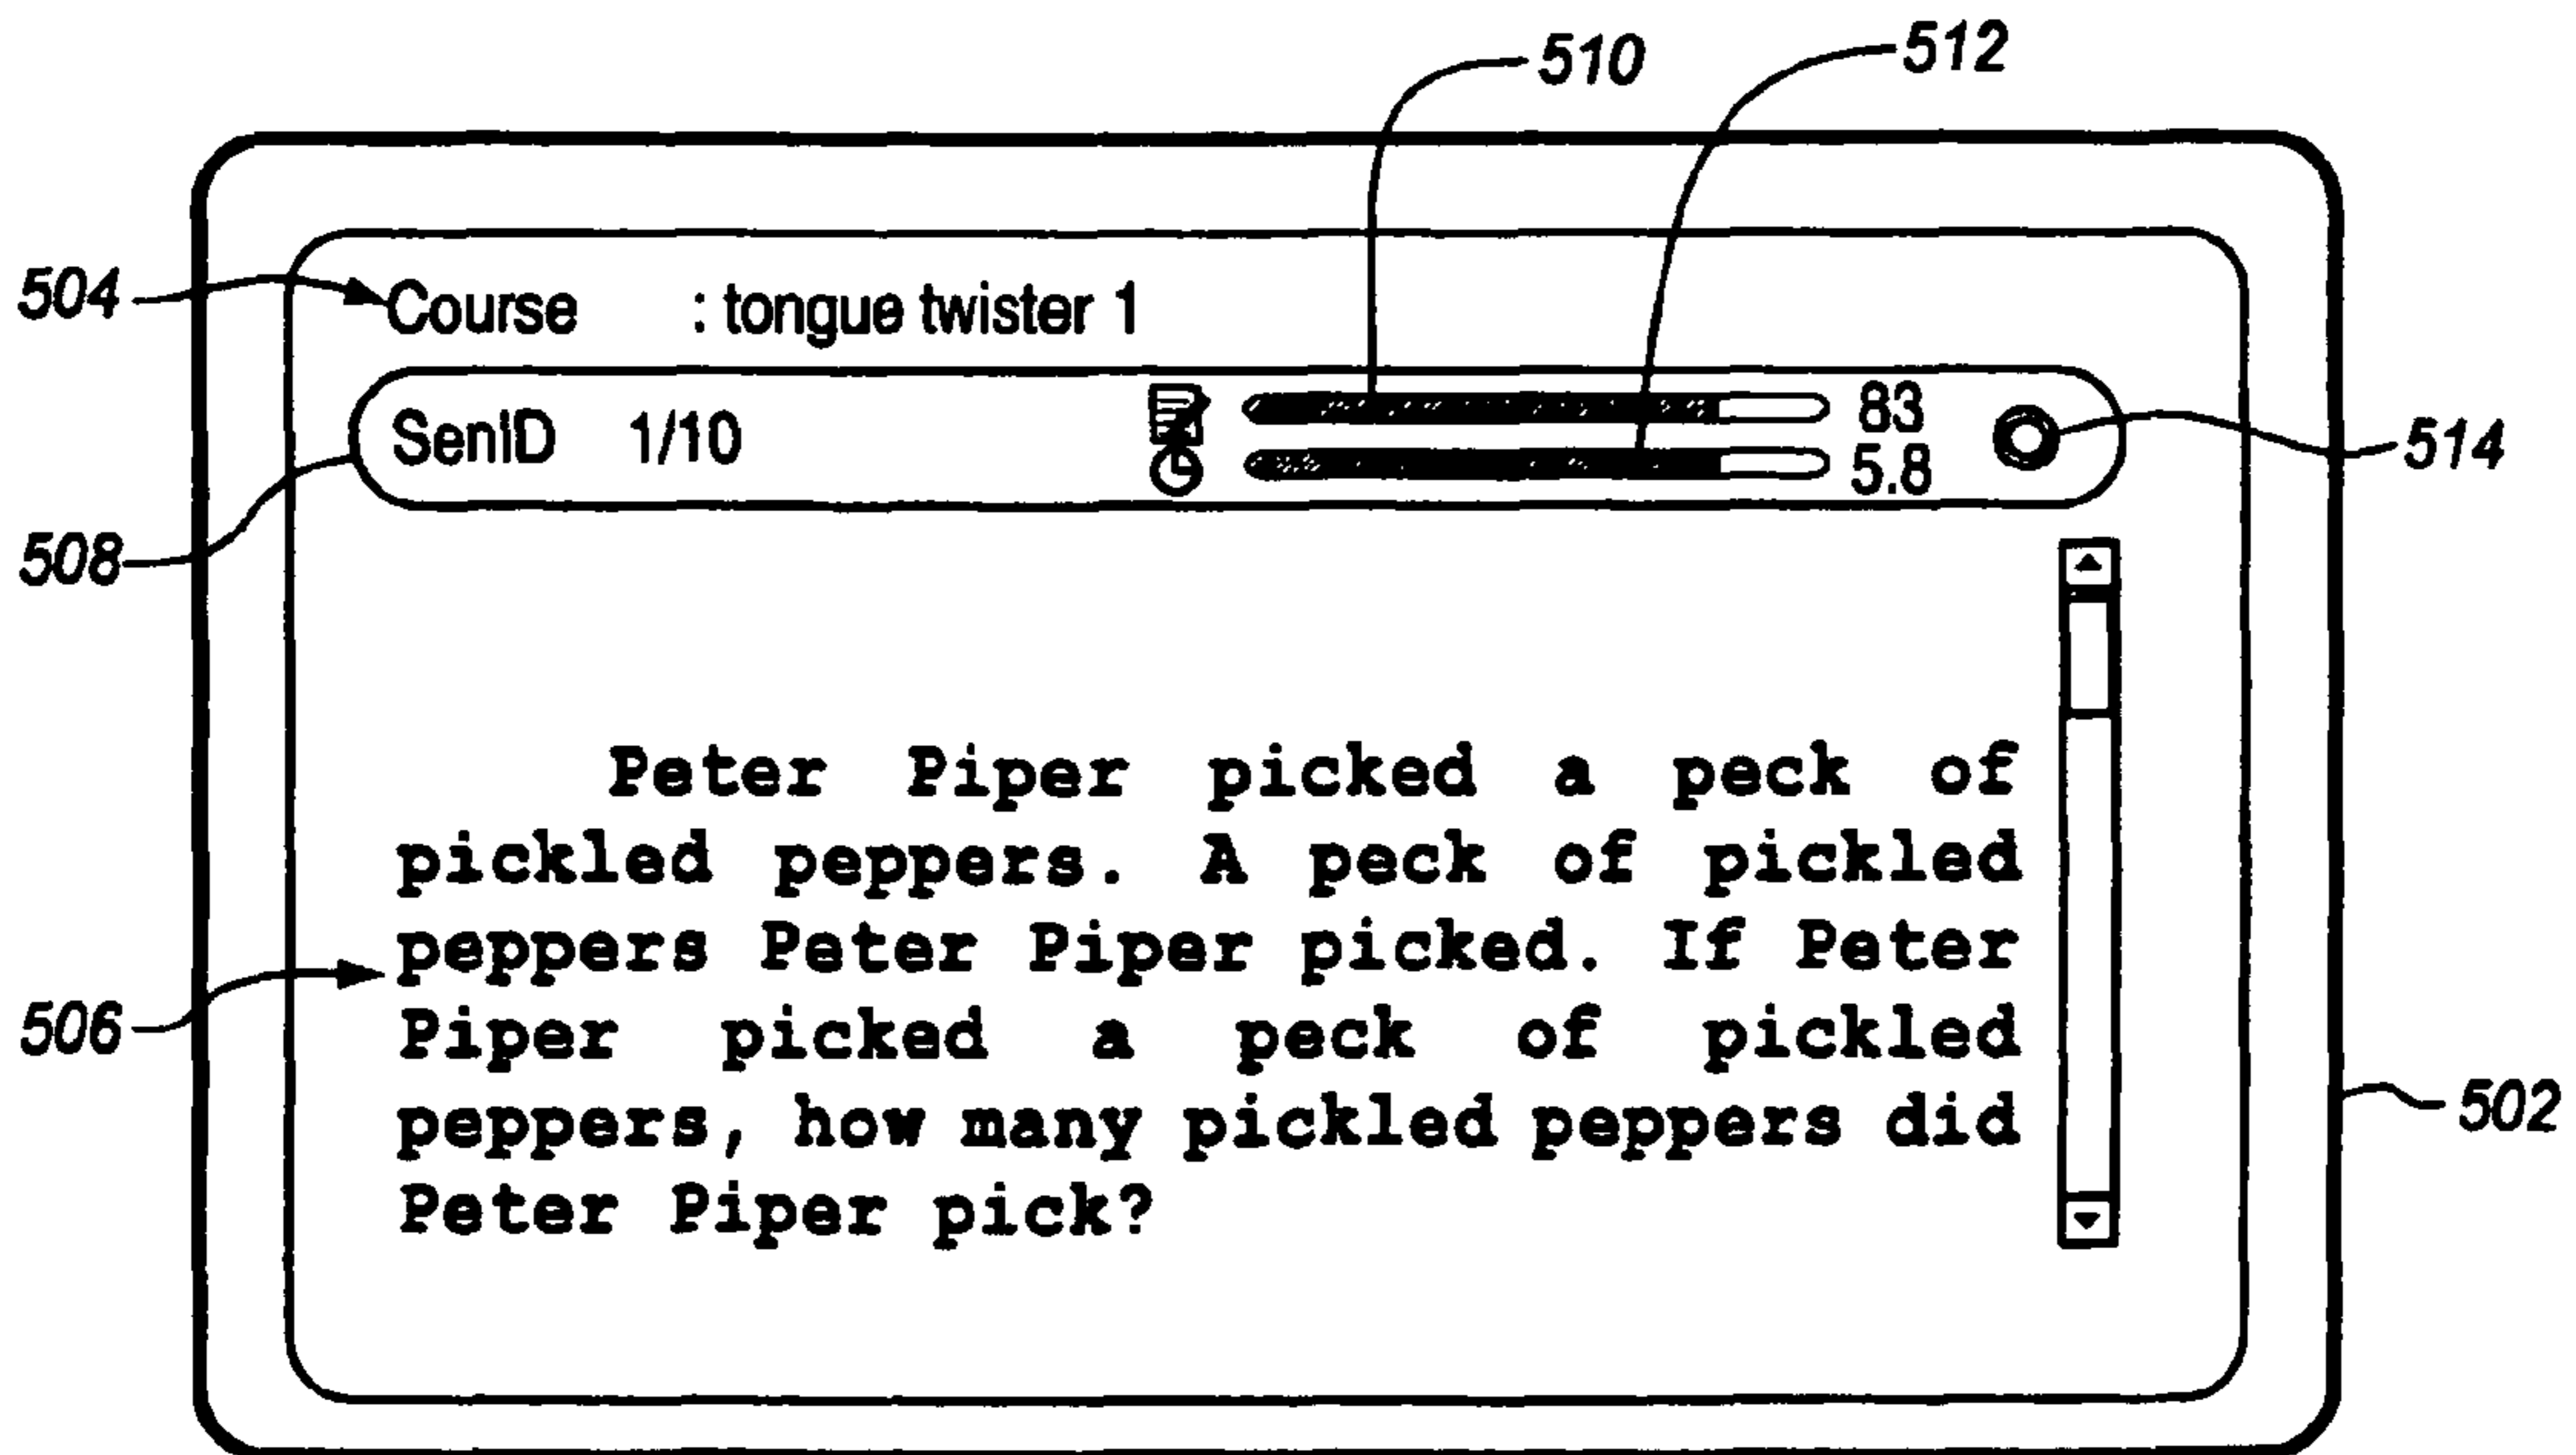 510
512
504
Course : tongue twister 1
SenID 1/10
83
5.8
514
508
Peter Piper picked a peck of
pickled peppers. A peck of pickled
peppers Peter Piper picked. If Peter
506
Piper picked a peck of pickled
peppers, how many pickled peppers did
502
Peter Piper pick?